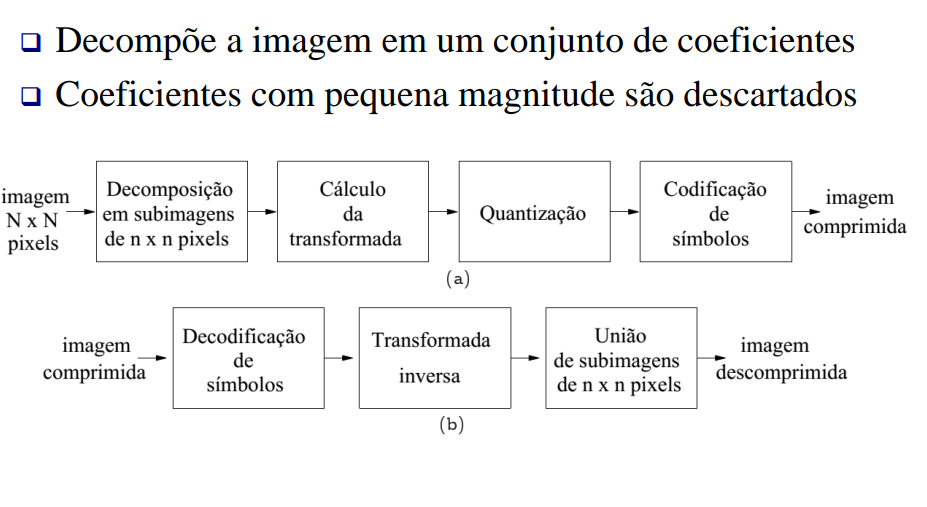 Decompõe a imagem em um conjunto de coeficientes
Coeficientes com pequena magnitude são descartados
imagem
N x N
pixels
Decomposição
em subimagens
de n x n pixels
Cálculo
da
transformada
Quantização
Codificação
de
símbolos
imagem
comprimida
(a)
imagem
comprimida
Decodificação
de
símbolos
Transformada
inversa
União
de subimagens
de n x n pixels
imagem
descomprimida
(b)